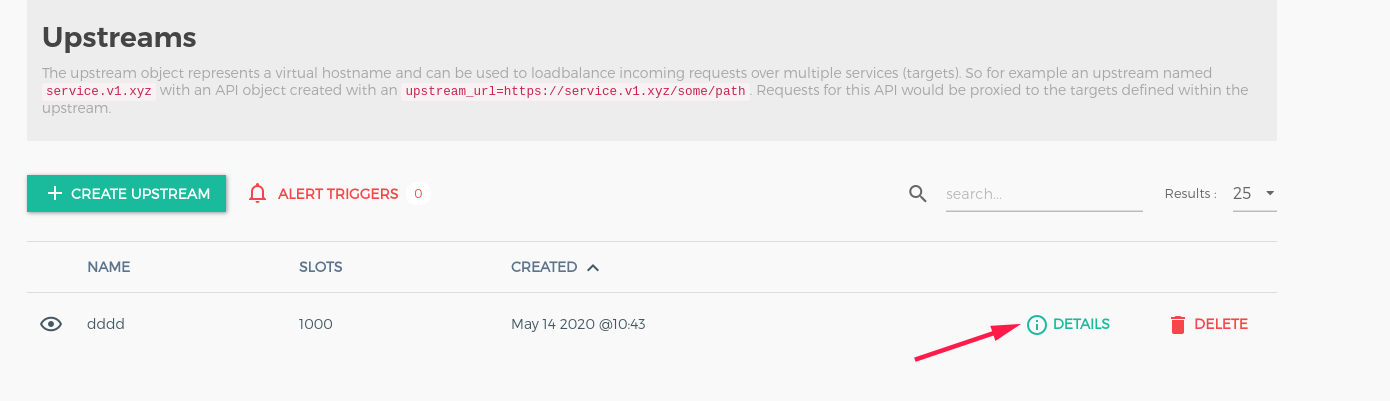 Upstreams
The upstream object represents a virtual hostname and can be used to loadbalance incoming requests over multiple services (targets). So for example an upstream named
service.v1.xyz with an API object created with an upstream_url=https://service.v1.xyz/some/path. Requests for this API would be proxied to the targets defined within the
upstream.
CREATE UPSTREAM ALERT TRIGGERS 0 search... Results : 25
NAME SLOTS CREATED
dddd 1000 May 14 2020 @10:43 DETAILS DELETE